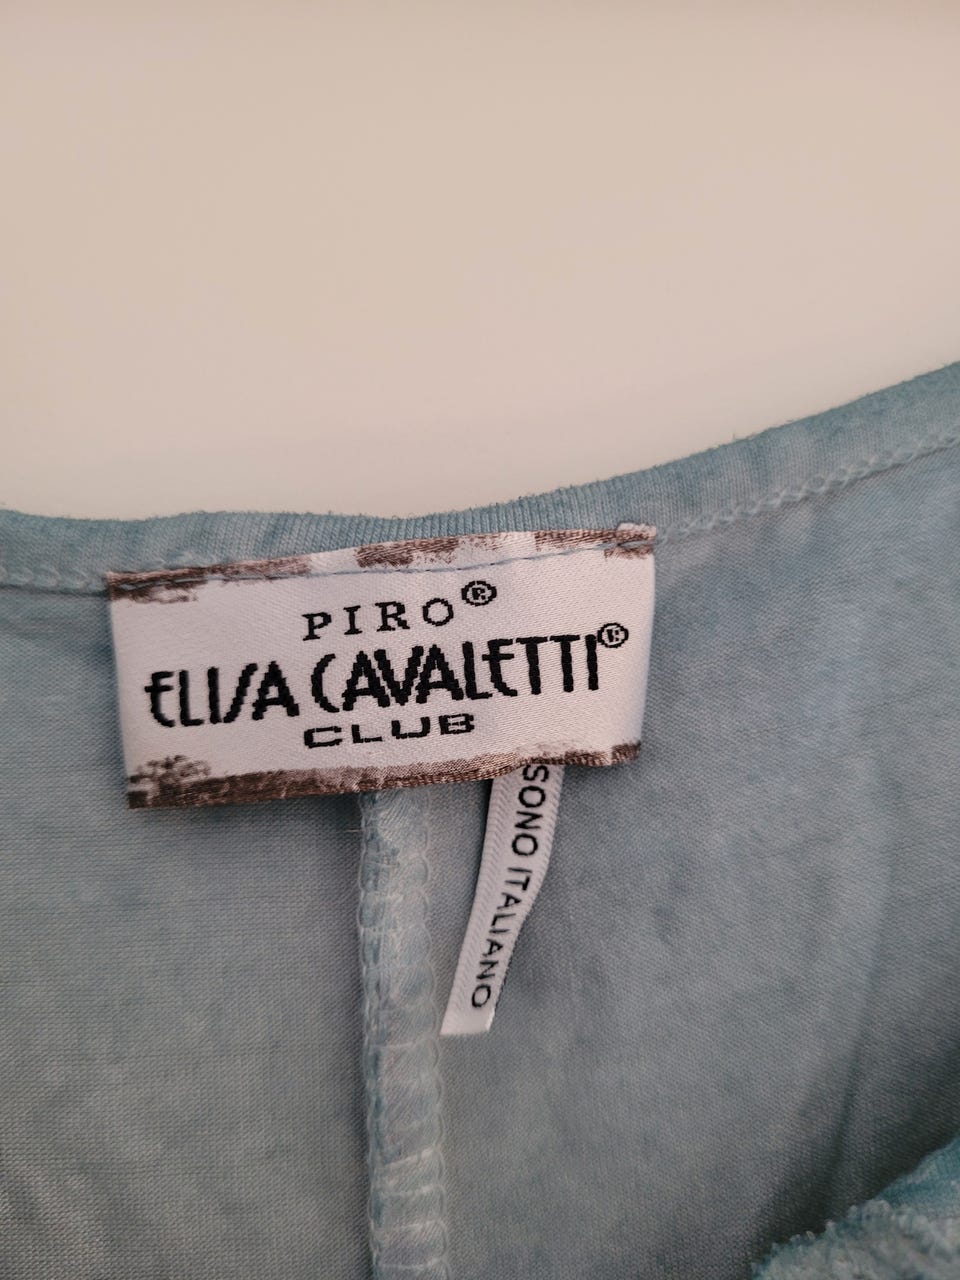 PIRO®
ELISA CAVALETTI®
CLUB
SONO ITALIANO